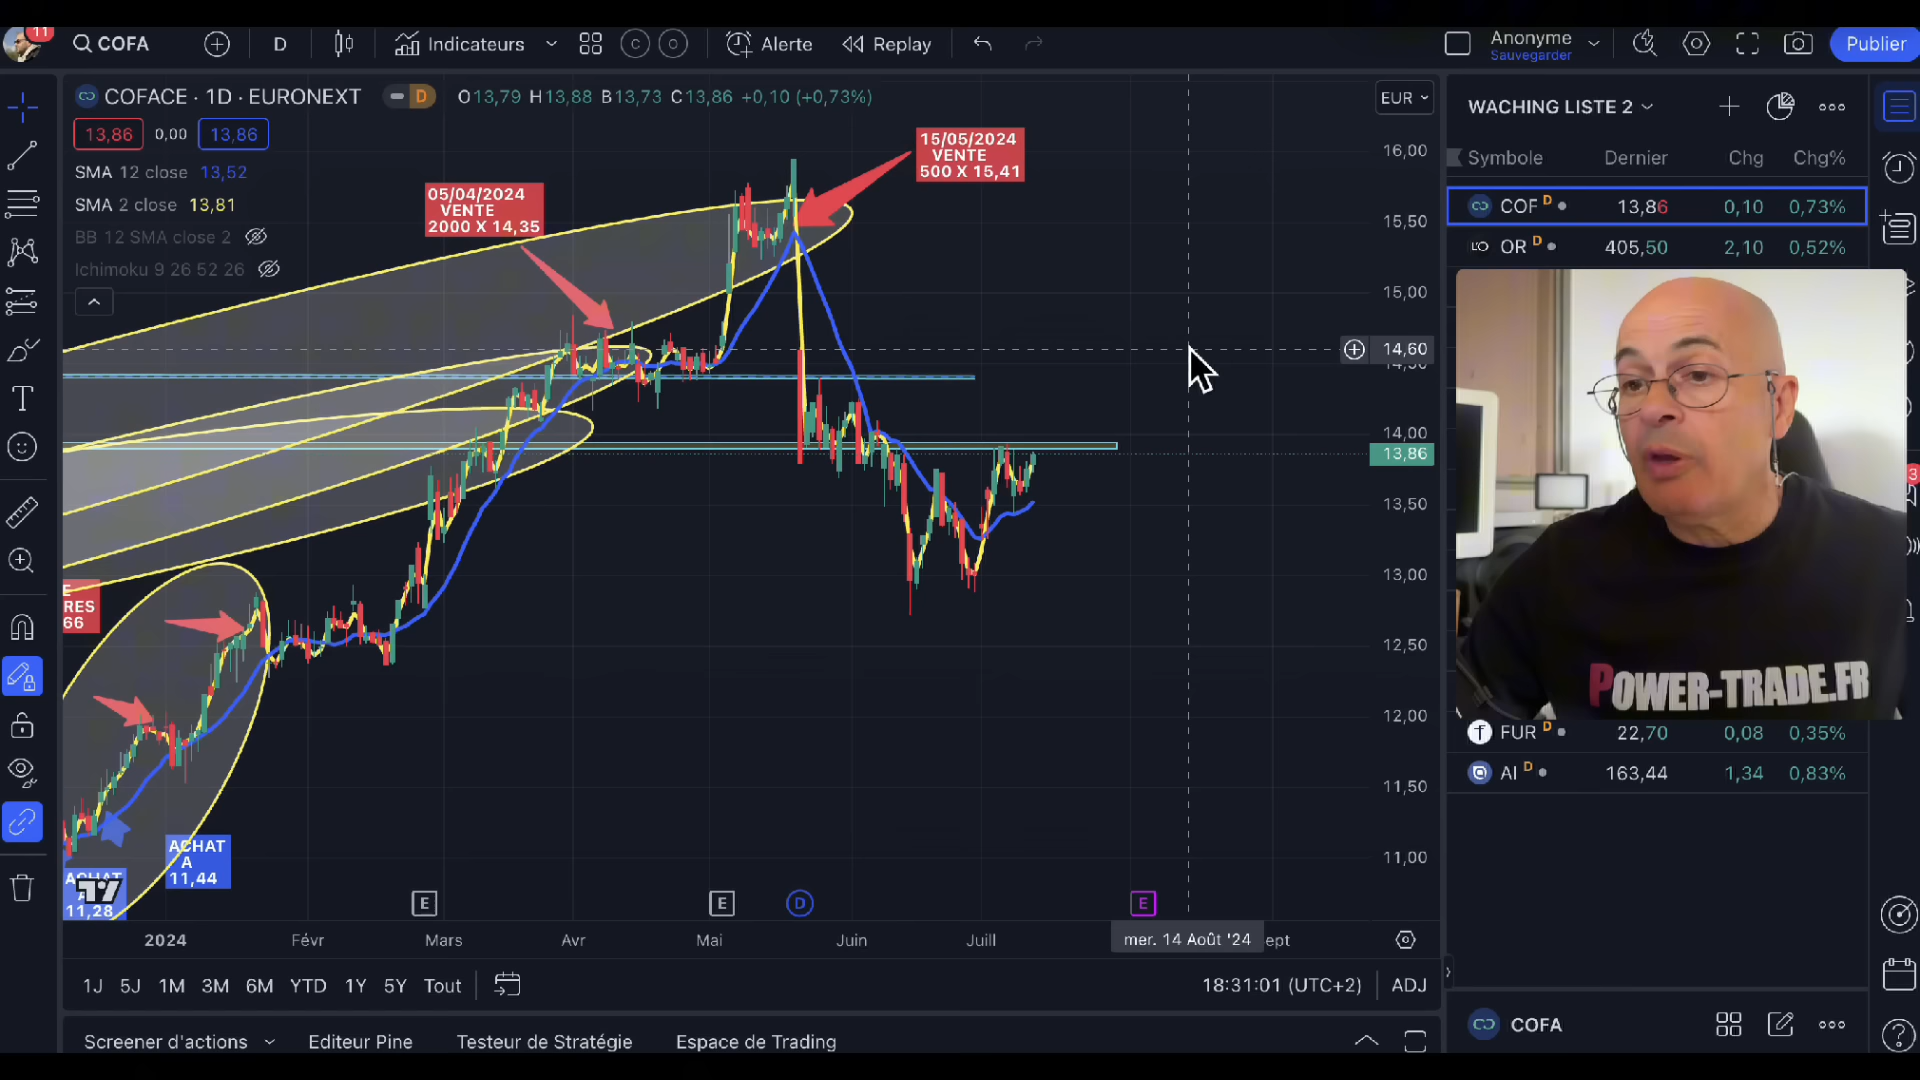 11
COFA
D
Indicateurs
Alerte
Replay
Anonyme
Sauvegarder
Publier
COFACE · 1D · EURONEXT
D
O13,79 H13,88 B13,73 C13,86 +0,10 (+0,73%)
EUR
13,86 0,00 13,86
SMA 12 close 13,52
SMA 2 close 13,81
BB 12 SMA close 2
Ichimoku 9 26 52 26
05/04/2024
VENTE
2000 X 14,35
15/05/2024
VENTE
500 X 15,41
16,00
15,50
15,00
14,60
14,50
14,00
13,86
13,50
13,00
12,50
12,00
11,50
11,00
RES
66
ACHAT
A
11,44
ACHAT
11,28
E
E
D
E
2024
Févr
Mars
Avr
Mai
Juin
Juill
mer. 14 Août '24
ept
1J 5J 1M 3M 6M YTD 1Y 5Y Tout
18:31:01 (UTC+2)
ADJ
Screener d'actions
Editeur Pine
Testeur de Stratégie
Espace de Trading
WACHING LISTE 2
Symbole Dernier Chg Chg%
COF D 13,86 0,10 0,73%
OR D 405,50 2,10 0,52%
POWER-TRADE.FR
FUR D 22,70 0,08 0,35%
AI D 163,44 1,34 0,83%
COFA
3